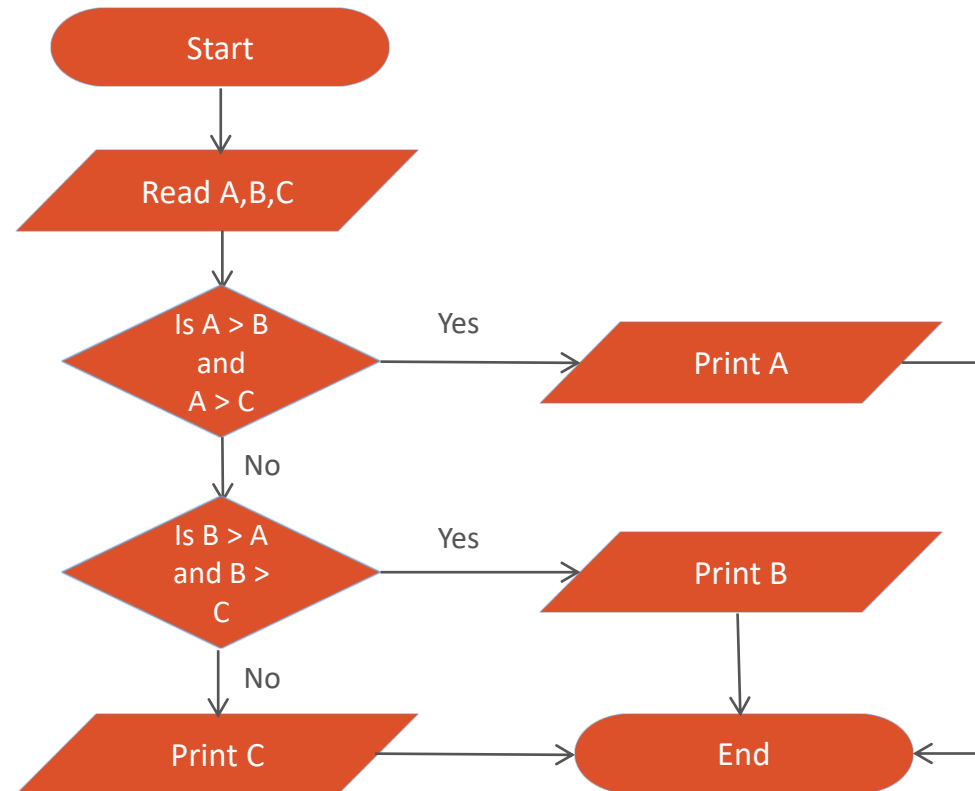 Start
Read A,B,C
Is A > B
and
A > C
Yes
Print A
No
Is B > A
and B >
C
Yes
Print B
No
Print C
End